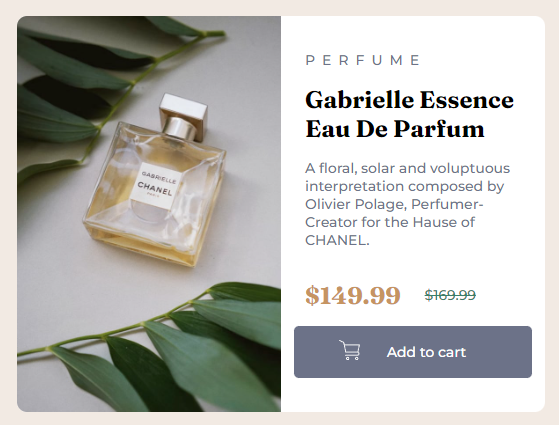 GABRIELLE
CHANEL
PARIS
PERFUME
Gabrielle Essence
Eau De Parfum
A floral, solar and voluptuous
interpretation composed by
Olivier Polage, Perfumer-
Creator for the Hause of
CHANEL.
$149.99 $169.99
Add to cart